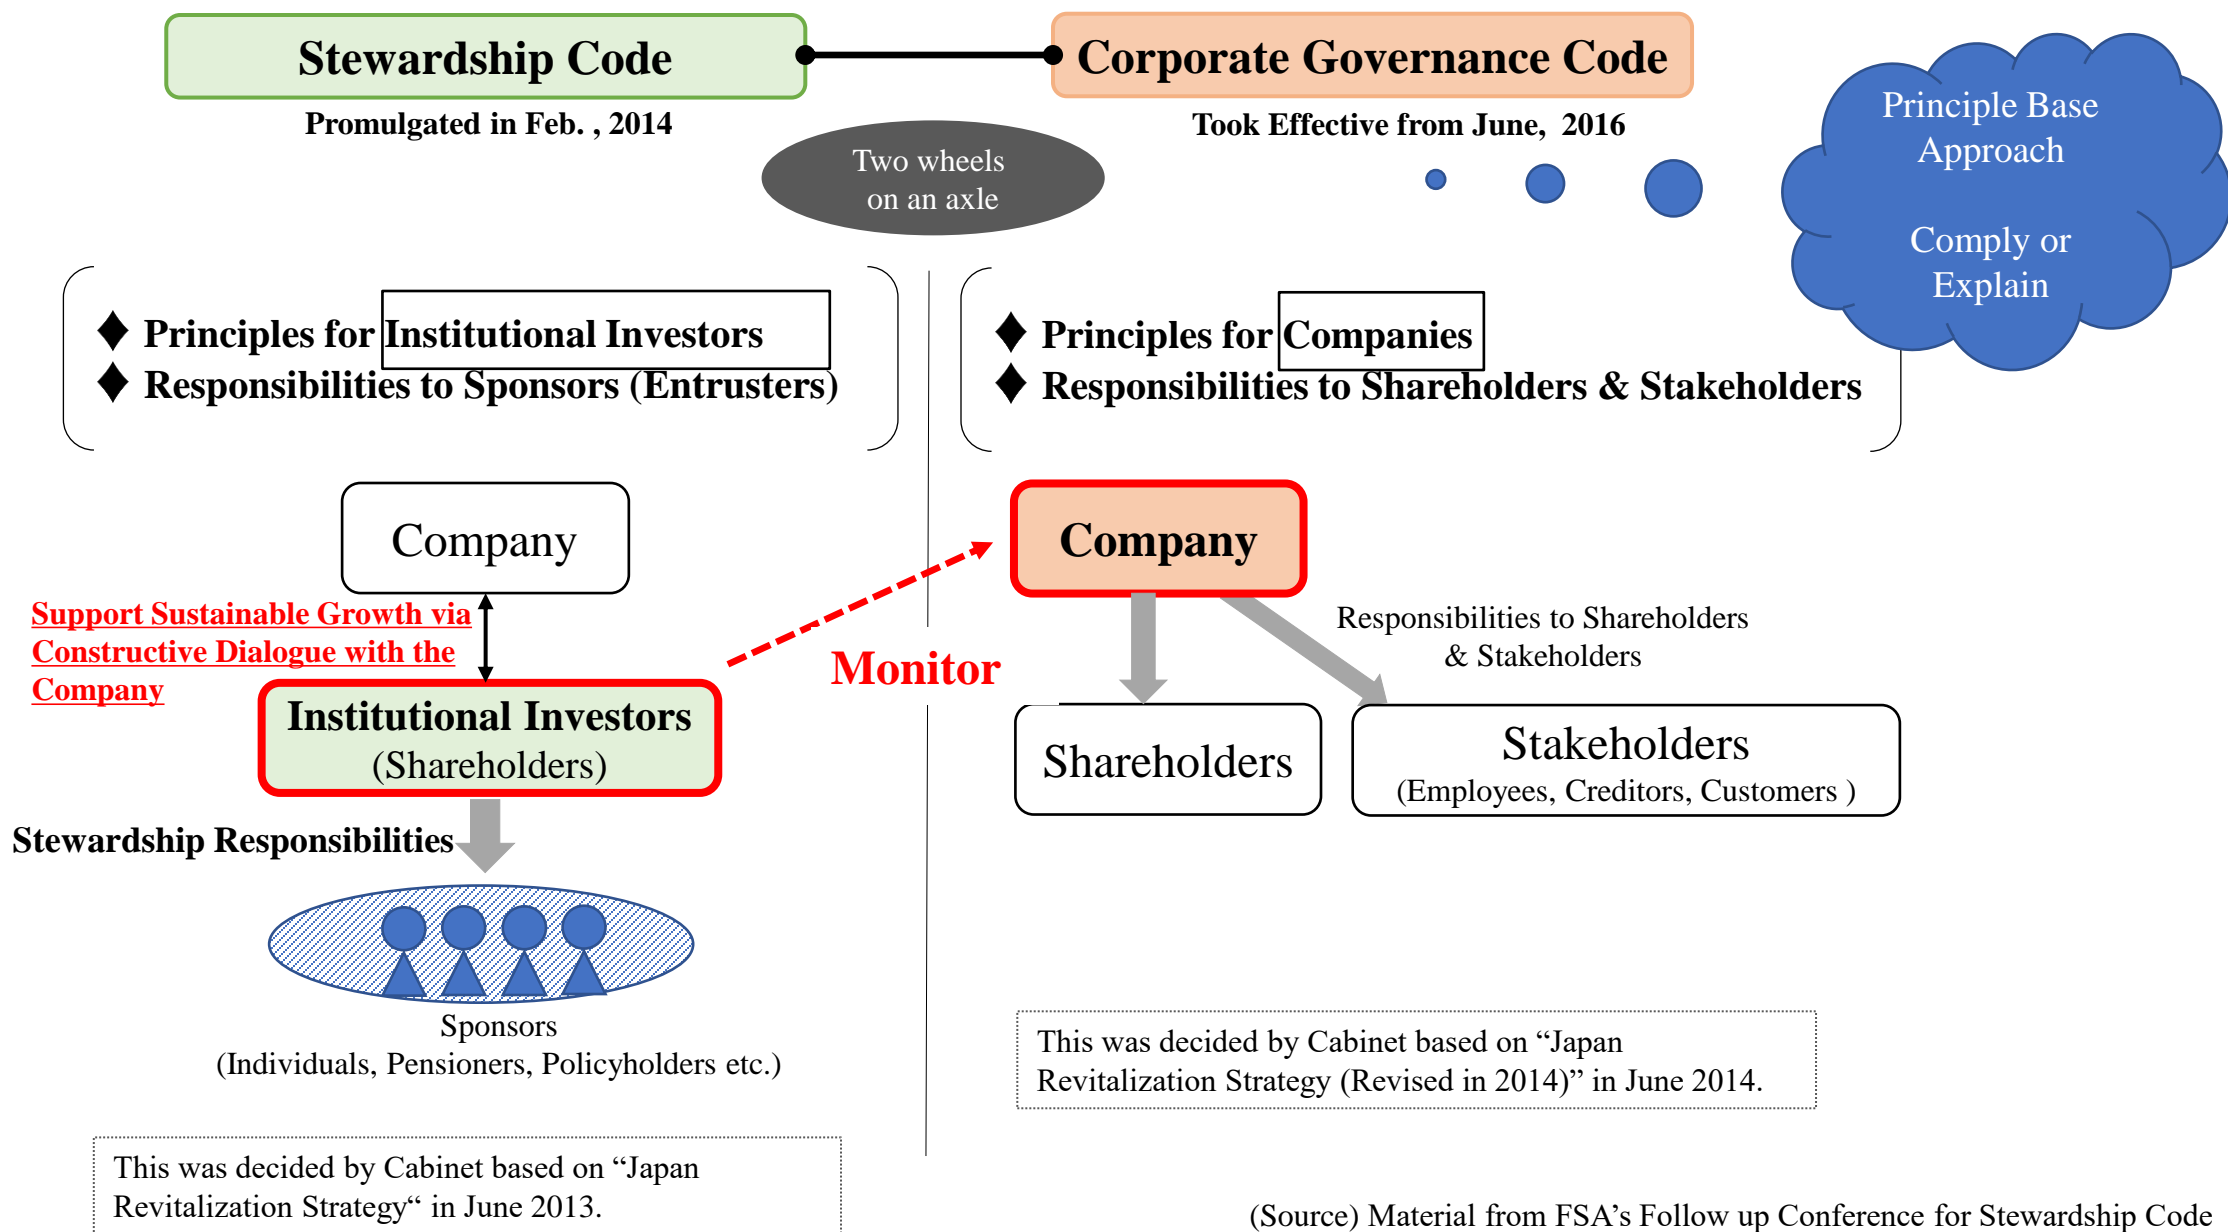 Stewardship Code
Corporate Governance Code
Promulgated in Feb. , 2014
Took Effective from June, 2016
Two wheels
on an axle
Principle Base
Approach
Comply or
Explain
♦ Principles for Institutional Investors
♦ Responsibilities to Sponsors (Entrusters)
♦ Principles for Companies
♦ Responsibilities to Shareholders & Stakeholders
Company
Support Sustainable Growth via
Constructive Dialogue with the
Company
Institutional Investors
(Shareholders)
Stewardship Responsibilities
Sponsors
(Individuals, Pensioners, Policyholders etc.)
This was decided by Cabinet based on “Japan
Revitalization Strategy“ in June 2013.
Monitor
Company
Responsibilities to Shareholders
& Stakeholders
Shareholders
Stakeholders
(Employees, Creditors, Customers )
This was decided by Cabinet based on “Japan
Revitalization Strategy (Revised in 2014)” in June 2014.
(Source) Material from FSA’s Follow up Conference for Stewardship Code